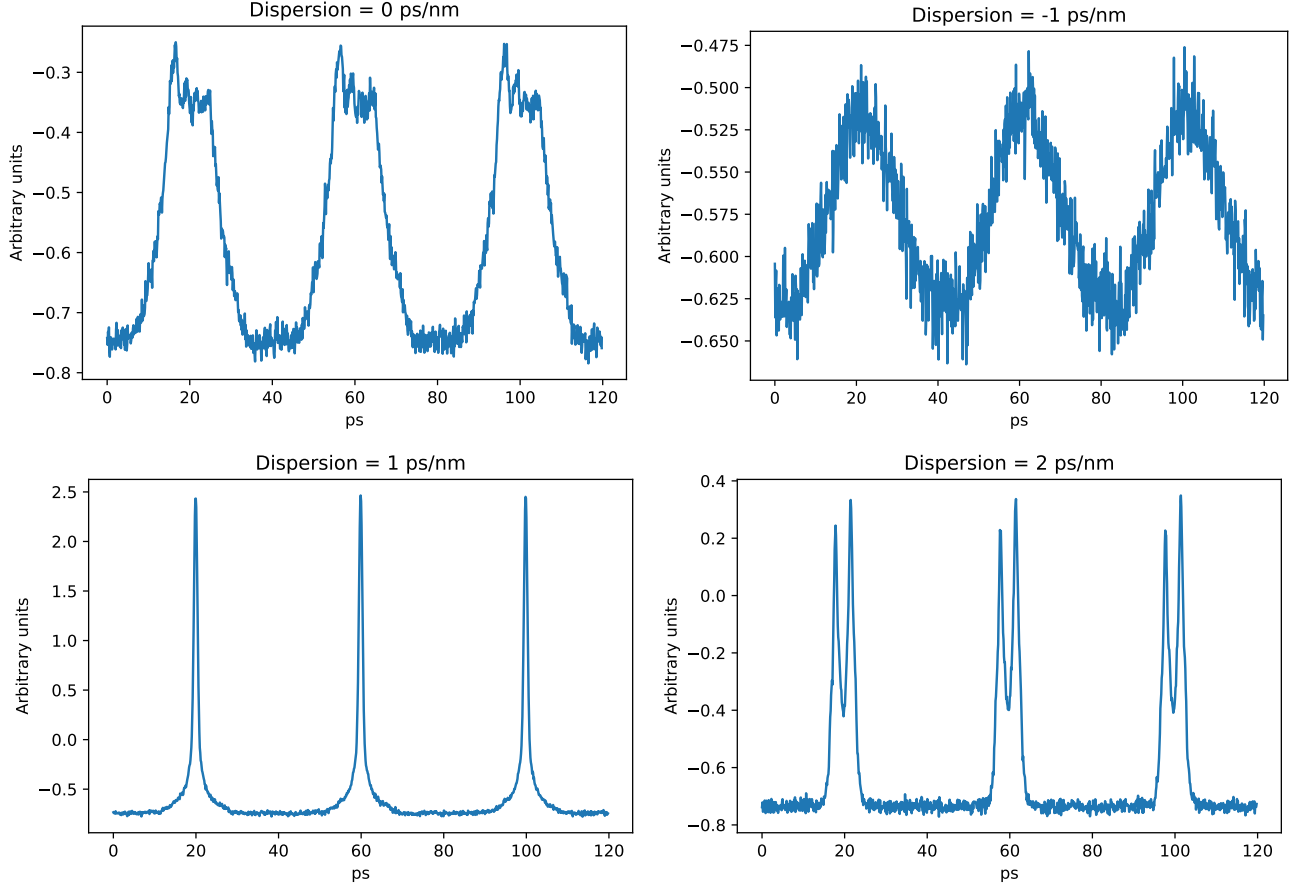 Dispersion = 0 ps/nm
Arbitrary units
−0.3
−0.4
−0.5
−0.6
−0.7
−0.8
0 20 40 60 80 100 120
ps
Dispersion = -1 ps/nm
Arbitrary units
−0.475
−0.500
−0.525
−0.550
−0.575
−0.600
−0.625
−0.650
0 20 40 60 80 100 120
ps
Dispersion = 1 ps/nm
Arbitrary units
2.5
2.0
1.5
1.0
0.5
0.0
−0.5
0 20 40 60 80 100 120
ps
Dispersion = 2 ps/nm
Arbitrary units
0.4
0.2
0.0
−0.2
−0.4
−0.6
−0.8
0 20 40 60 80 100 120
ps